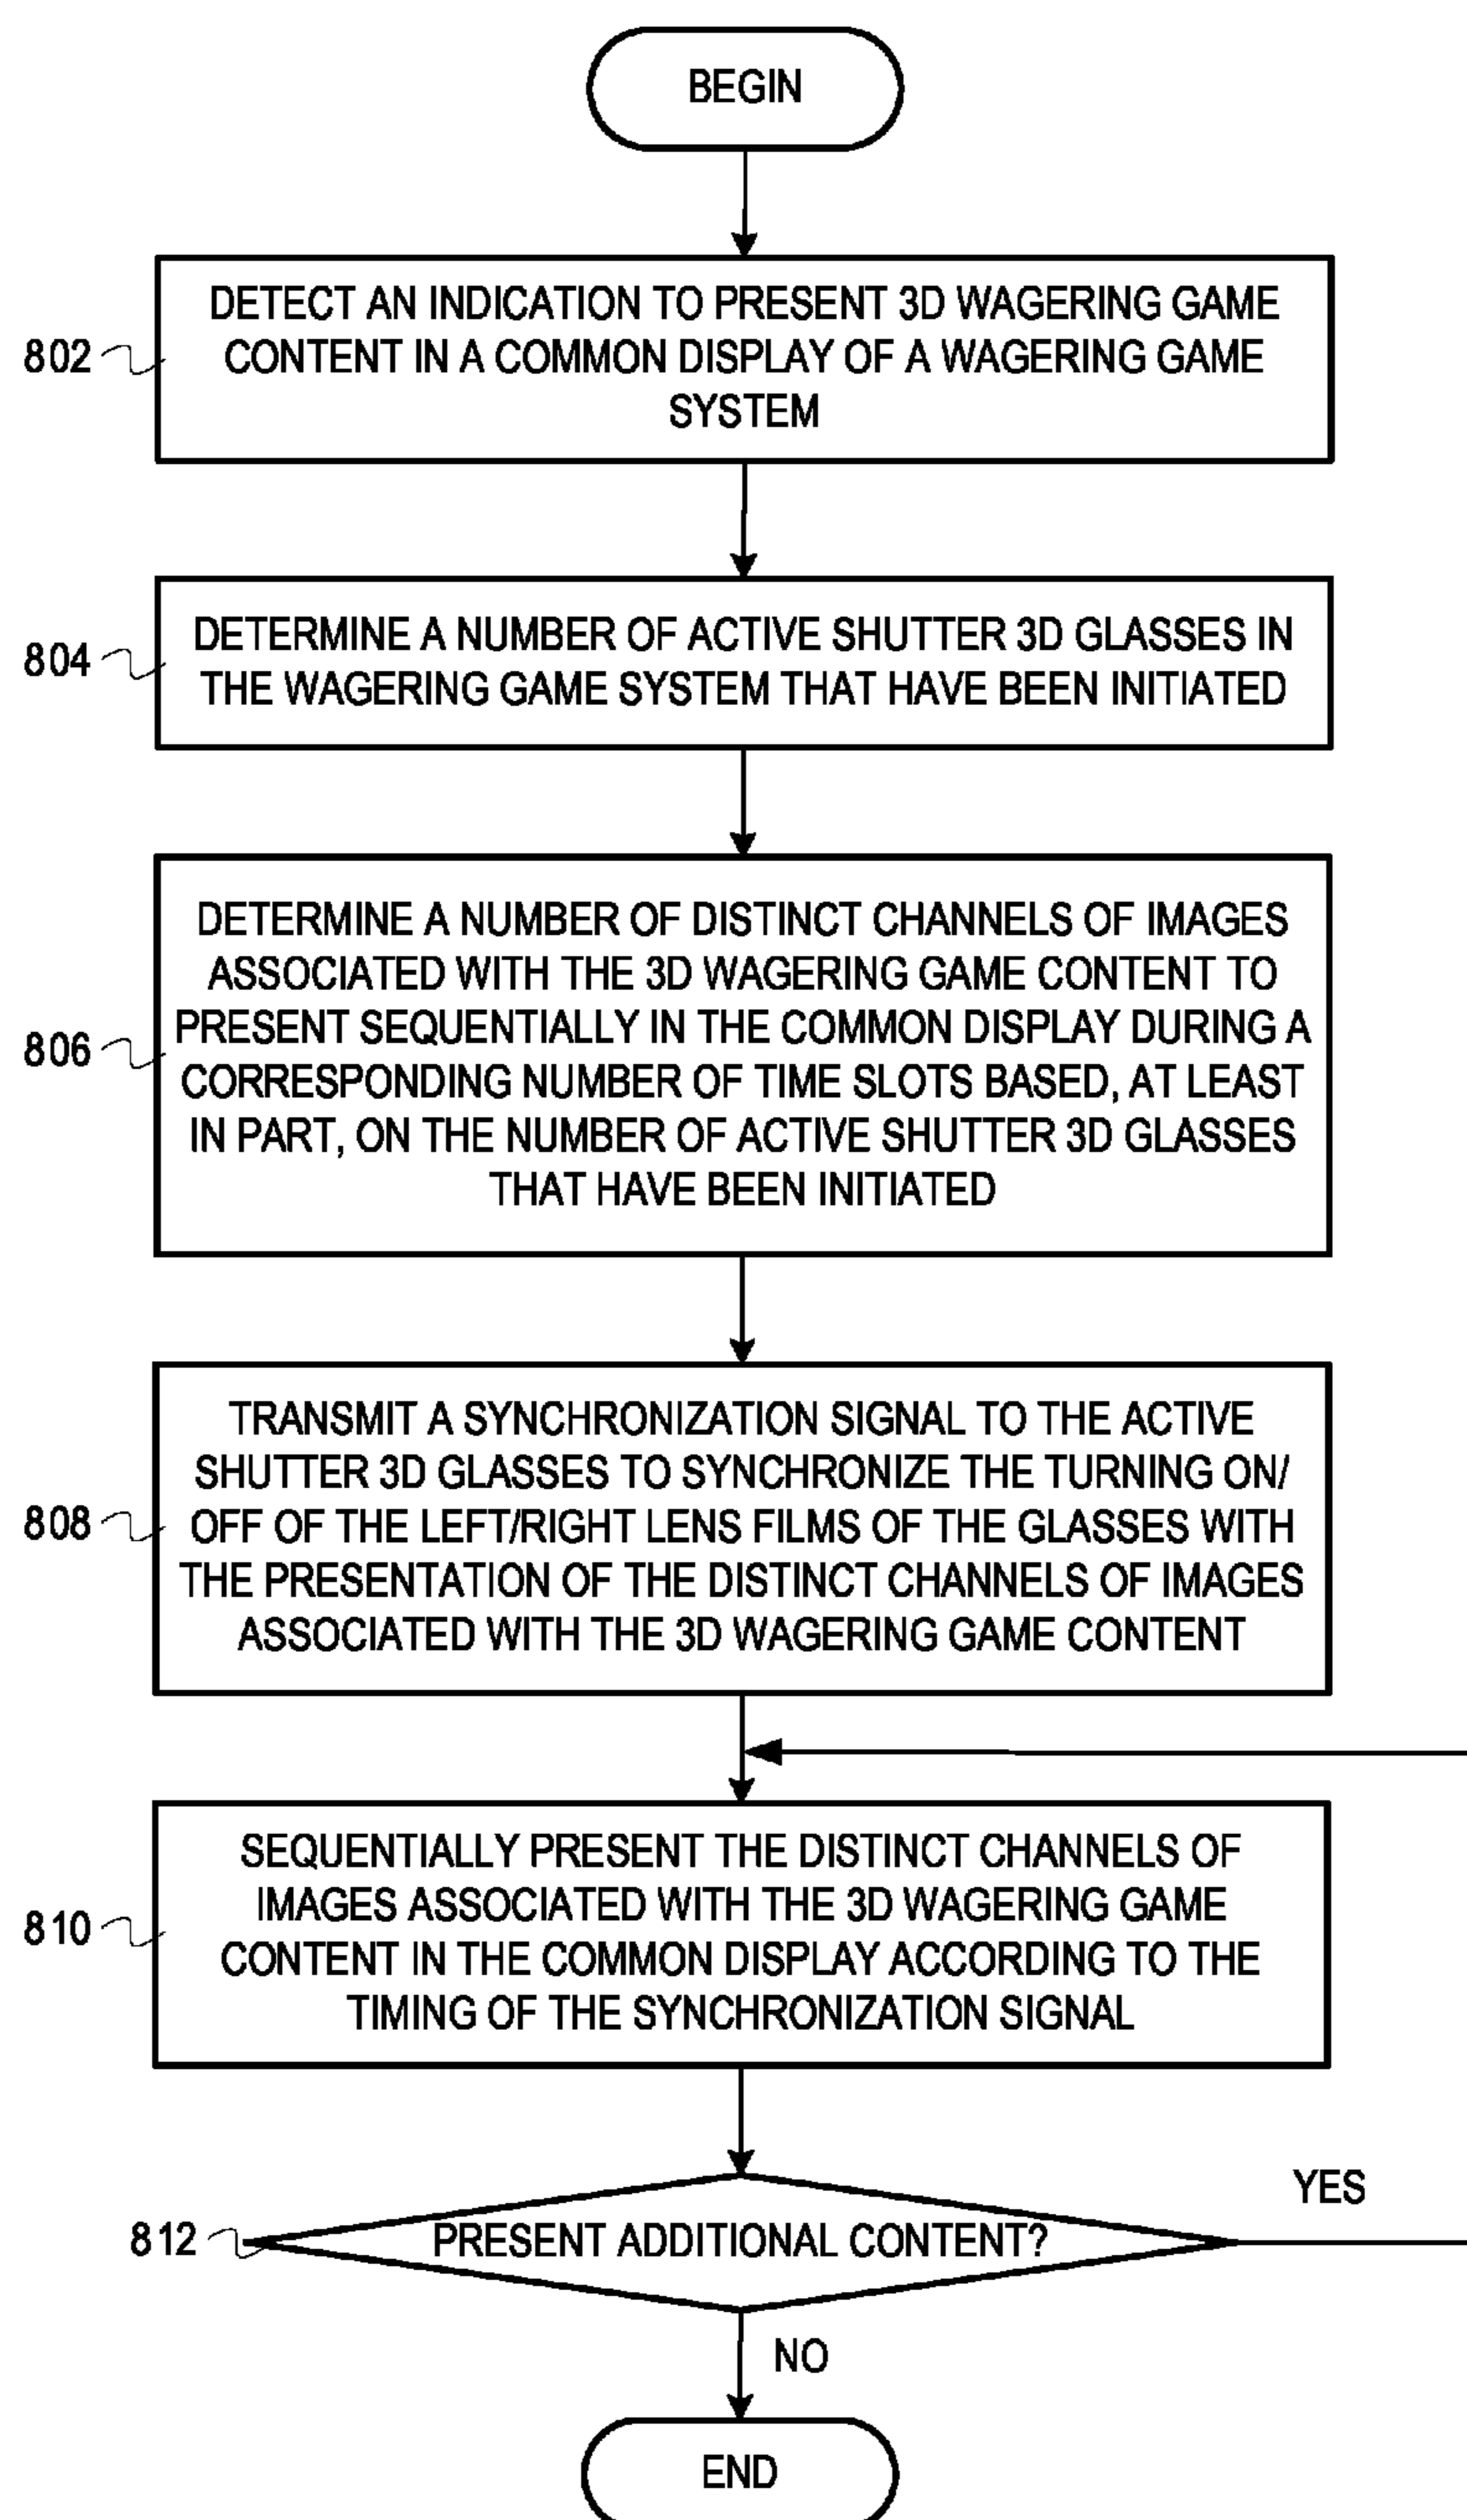 BEGIN
DETECT AN INDICATION TO PRESENT 3D WAGERING GAME
CONTENT IN A COMMON DISPLAY OF A WAGERING GAME
SYSTEM
802
DETERMINE A NUMBER OF ACTIVE SHUTTER 3D GLASSES IN
THE WAGERING GAME SYSTEM THAT HAVE BEEN INITIATED
804
DETERMINE A NUMBER OF DISTINCT CHANNELS OF IMAGES
ASSOCIATED WITH THE 3D WAGERING GAME CONTENT TO
PRESENT SEQUENTIALLY IN THE COMMON DISPLAY DURING A
CORRESPONDING NUMBER OF TIME SLOTS BASED, AT LEAST
IN PART, ON THE NUMBER OF ACTIVE SHUTTER 3D GLASSES
THAT HAVE BEEN INITIATED
806
TRANSMIT A SYNCHRONIZATION SIGNAL TO THE ACTIVE
SHUTTER 3D GLASSES TO SYNCHRONIZE THE TURNING ON/
OFF OF THE LEFT/RIGHT LENS FILMS OF THE GLASSES WITH
THE PRESENTATION OF THE DISTINCT CHANNELS OF IMAGES
ASSOCIATED WITH THE 3D WAGERING GAME CONTENT
808
SEQUENTIALLY PRESENT THE DISTINCT CHANNELS OF
IMAGES ASSOCIATED WITH THE 3D WAGERING GAME
CONTENT IN THE COMMON DISPLAY ACCORDING TO THE
TIMING OF THE SYNCHRONIZATION SIGNAL
810
PRESENT ADDITIONAL CONTENT?
812
YES
NO
END